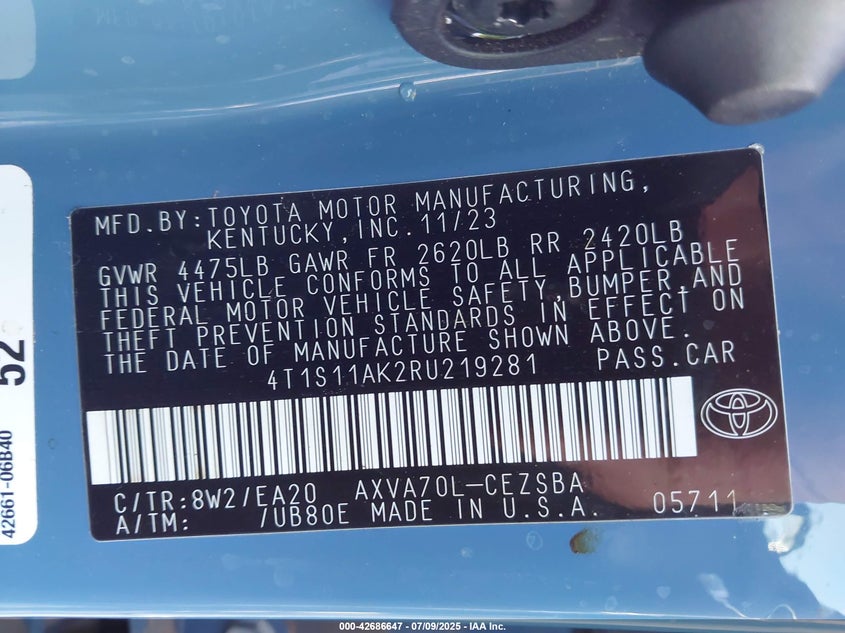 MFD.BY:TOYOTA MOTOR MANUFACTURING,
KENTUCKY,INC.11/23
GVWR 4475LB GAWR FR 2620LB RR 2420LB
THIS VEHICLE CONFORMS TO ALL APPLICABLE
FEDERAL MOTOR VEHICLE SAFETY,BUMPER,AND
THEFT PREVENTION STANDARDS IN EFFECT ON
THE DATE OF MANUFACTURE SHOWN ABOVE.
4T1S11AK2RU219281 PASS.CAR
C/TR:8W2/EA20 AXVA70L-CEZSBA
A/TM: /UB80E MADE IN U.S.A. 05711
52
42661-06B40
000-42686647 - 07/09/2025 - IAA Inc.